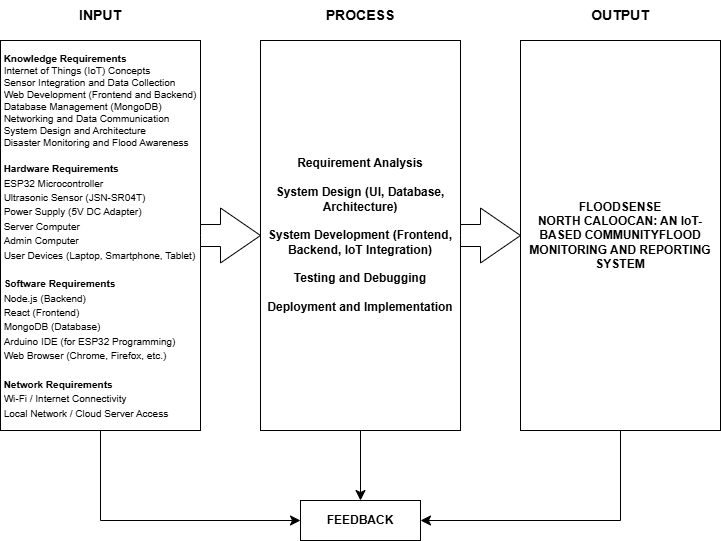 INPUT
PROCESS
OUTPUT
Knowledge Requirements
Internet of Things (IoT) Concepts
Sensor Integration and Data Collection
Web Development (Frontend and Backend)
Database Management (MongoDB)
Networking and Data Communication
System Design and Architecture
Disaster Monitoring and Flood Awareness
Hardware Requirements
ESP32 Microcontroller
Ultrasonic Sensor (JSN-SR04T)
Power Supply (5V DC Adapter)
Server Computer
Admin Computer
User Devices (Laptop, Smartphone, Tablet)
Software Requirements
Node.js (Backend)
React (Frontend)
MongoDB (Database)
Arduino IDE (for ESP32 Programming)
Web Browser (Chrome, Firefox, etc.)
Network Requirements
Wi-Fi / Internet Connectivity
Local Network / Cloud Server Access
Requirement Analysis
System Design (UI, Database,
Architecture)
System Development (Frontend,
Backend, IoT Integration)
Testing and Debugging
Deployment and Implementation
FLOODSENSE
NORTH CALOOCAN: AN IoT-
BASED COMMUNITYFLOOD
MONITORING AND REPORTING
SYSTEM
FEEDBACK